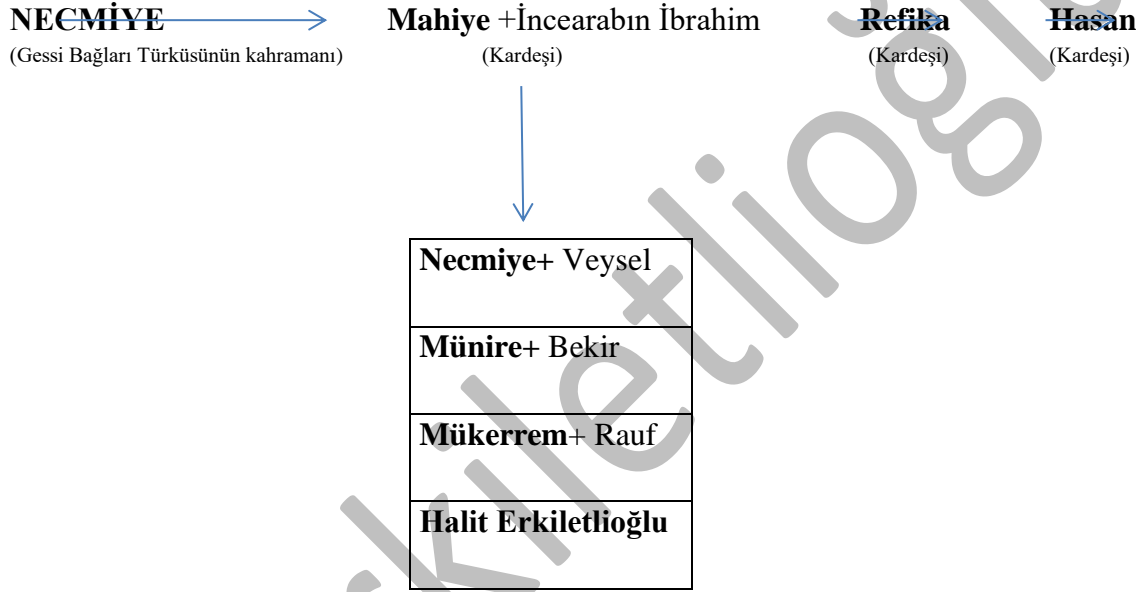 NECMİYE Mahiye +İncearabın İbrahim Refika Hasan
(Gessi Bağları Türküsünün kahramanı) (Kardeşi) (Kardeşi) (Kardeşi)
Necmiye+ Veysel
Münire+ Bekir
Mükerrem+ Rauf
Halit Erkiletlioğlu